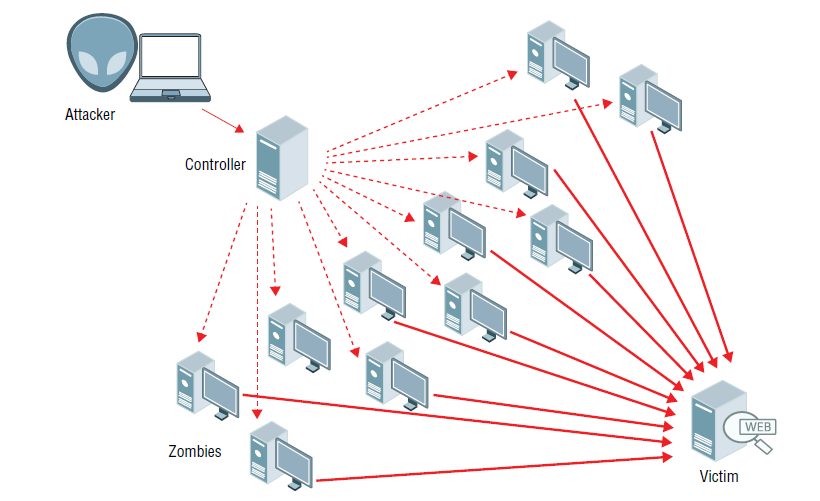 Attacker
Controller
Zombies
WEB
Victim